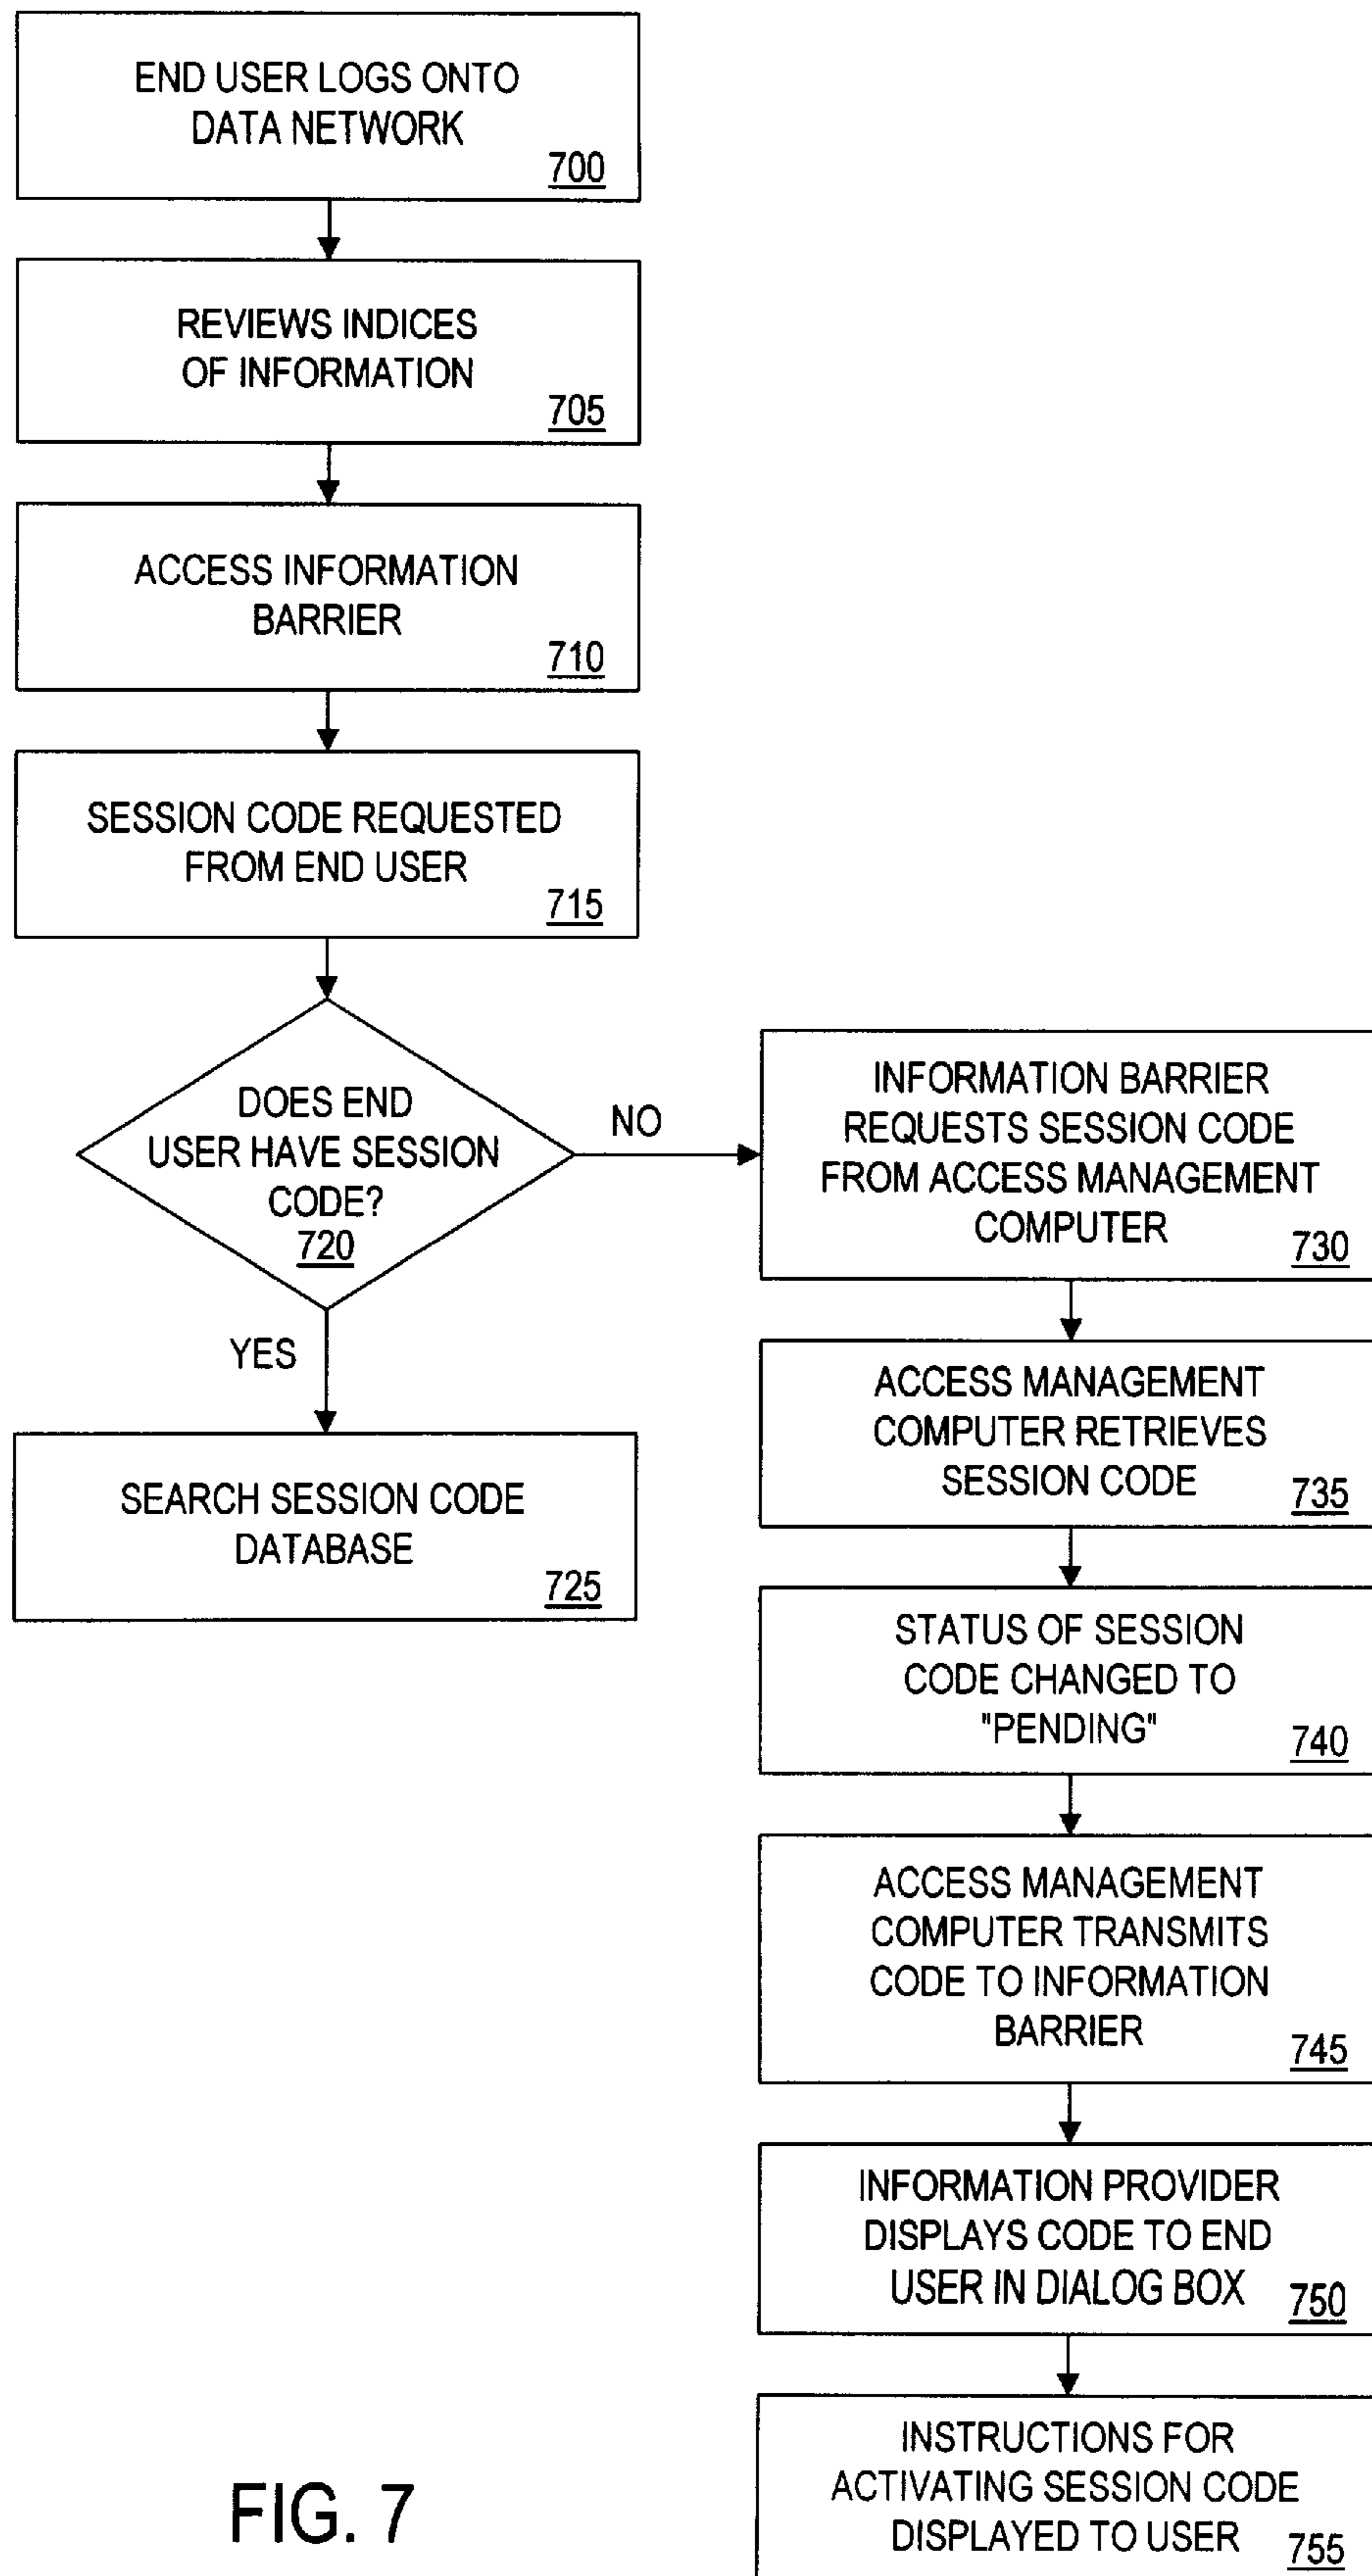 END USER LOGS ONTO
DATA NETWORK
700
REVIEWS INDICES
OF INFORMATION
705
ACCESS INFORMATION
BARRIER
710
SESSION CODE REQUESTED
FROM END USER
715
DOES END
USER HAVE SESSION
CODE?
720
NO
YES
SEARCH SESSION CODE
DATABASE
725
INFORMATION BARRIER
REQUESTS SESSION CODE
FROM ACCESS MANAGEMENT
COMPUTER
730
ACCESS MANAGEMENT
COMPUTER RETRIEVES
SESSION CODE
735
STATUS OF SESSION
CODE CHANGED TO
"PENDING"
740
ACCESS MANAGEMENT
COMPUTER TRANSMITS
CODE TO INFORMATION
BARRIER
745
INFORMATION PROVIDER
DISPLAYS CODE TO END
USER IN DIALOG BOX
750
INSTRUCTIONS FOR
ACTIVATING SESSION CODE
DISPLAYED TO USER
755
FIG. 7